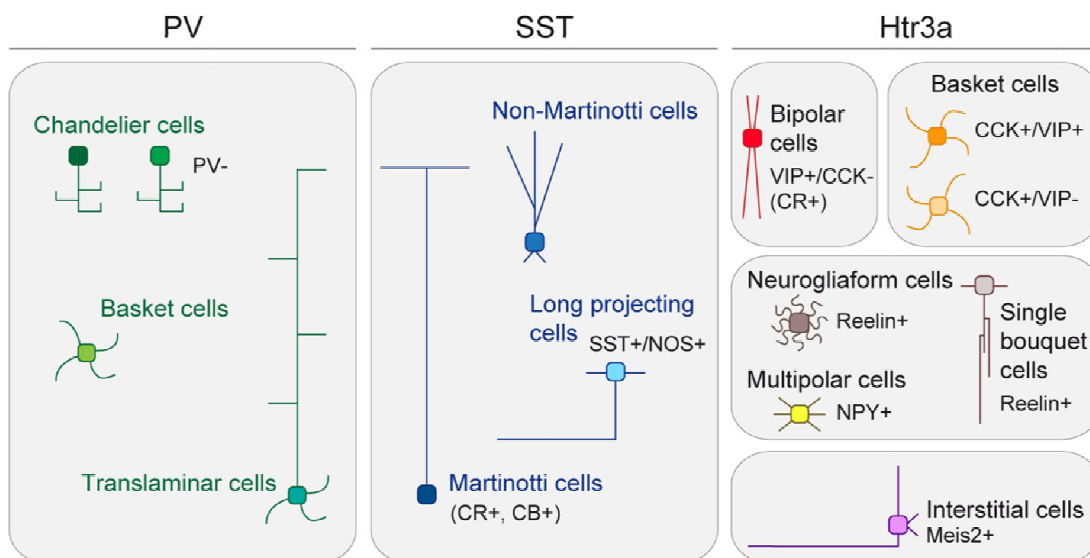 PV
SST
Htr3a
Chandelier cells
PV-
Basket cells
Translaminar cells
Non-Martinotti cells
Long projecting
cells
SST+/NOS+
Martinotti cells
(CR+, CB+)
Bipolar
cells
VIP+/CCK-
(CR+)
Basket cells
CCK+/VIP+
CCK+/VIP-
Neurogliaform cells
Reelin+
Multipolar cells
NPY+
Single
bouquet
cells
Reelin+
Interstitial cells
Meis2+